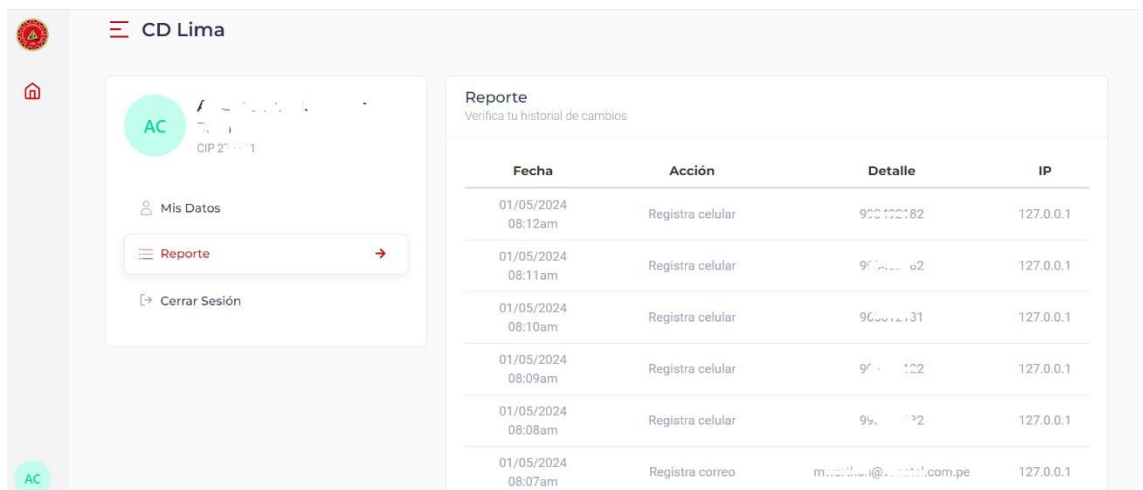 CD Lima
AC
CIP
Mis Datos
Reporte
Cerrar Sesión
AC
Reporte
Verifica tu historial de cambios
Fecha Acción Detalle IP
01/05/2024
08:12am
Registra celular 127.0.0.1
01/05/2024
08:11am
Registra celular 127.0.0.1
01/05/2024
08:10am
Registra celular 127.0.0.1
01/05/2024
08:09am
Registra celular 127.0.0.1
01/05/2024
08:08am
Registra celular 127.0.0.1
01/05/2024
08:07am
Registra correo 127.0.0.1